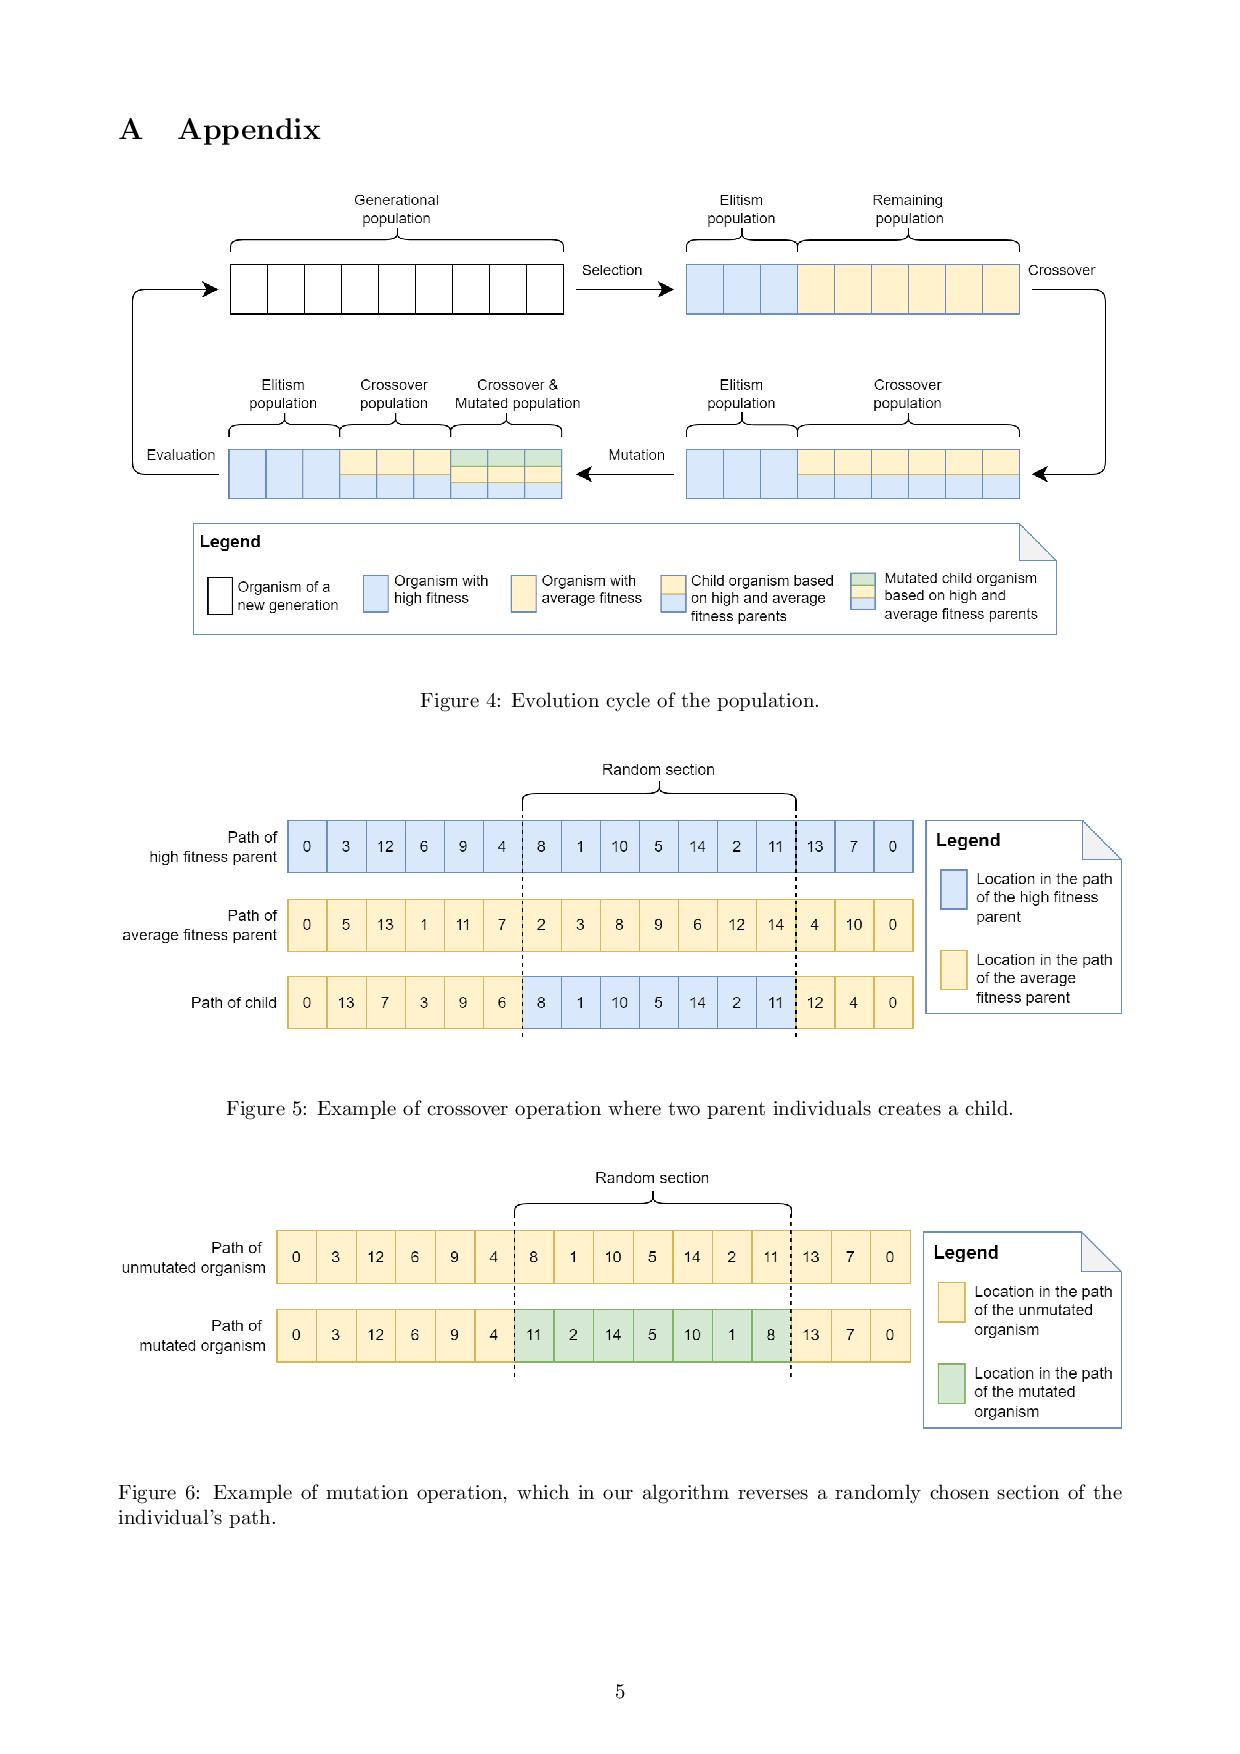 A Appendix
Generational
population
Elitism
population
Remaining
population
Selection
Crossover
Elitism
population
Crossover
population
Crossover &
Mutated population
Elitism
population
Crossover
population
Evaluation
Mutation
Legend
Organism of a
new generation
Organism with
high fitness
Organism with
average fitness
Child organism based
on high and average
fitness parents
Mutated child organism
based on high and
average fitness parents
Figure 4: Evolution cycle of the population.
Random section
Path of
high fitness parent
0 3 12 6 9 4 8 1 10 5 14 2 11 13 7 0
Path of
average fitness parent
0 5 13 1 11 7 2 3 8 9 6 12 14 4 10 0
Path of child
0 13 7 3 9 6 8 1 10 5 14 2 11 12 4 0
Legend
Location in the path
of the high fitness
parent
Location in the path
of the average
fitness parent
Figure 5: Example of crossover operation where two parent individuals creates a child.
Random section
Path of
unmutated organism
0 3 12 6 9 4 8 1 10 5 14 2 11 13 7 0
Path of
mutated organism
0 3 12 6 9 4 11 2 14 5 10 1 8 13 7 0
Legend
Location in the path
of the unmutated
organism
Location in the path
of the mutated
organism
Figure 6: Example of mutation operation, which in our algorithm reverses a randomly chosen section of the
individual's path.
5